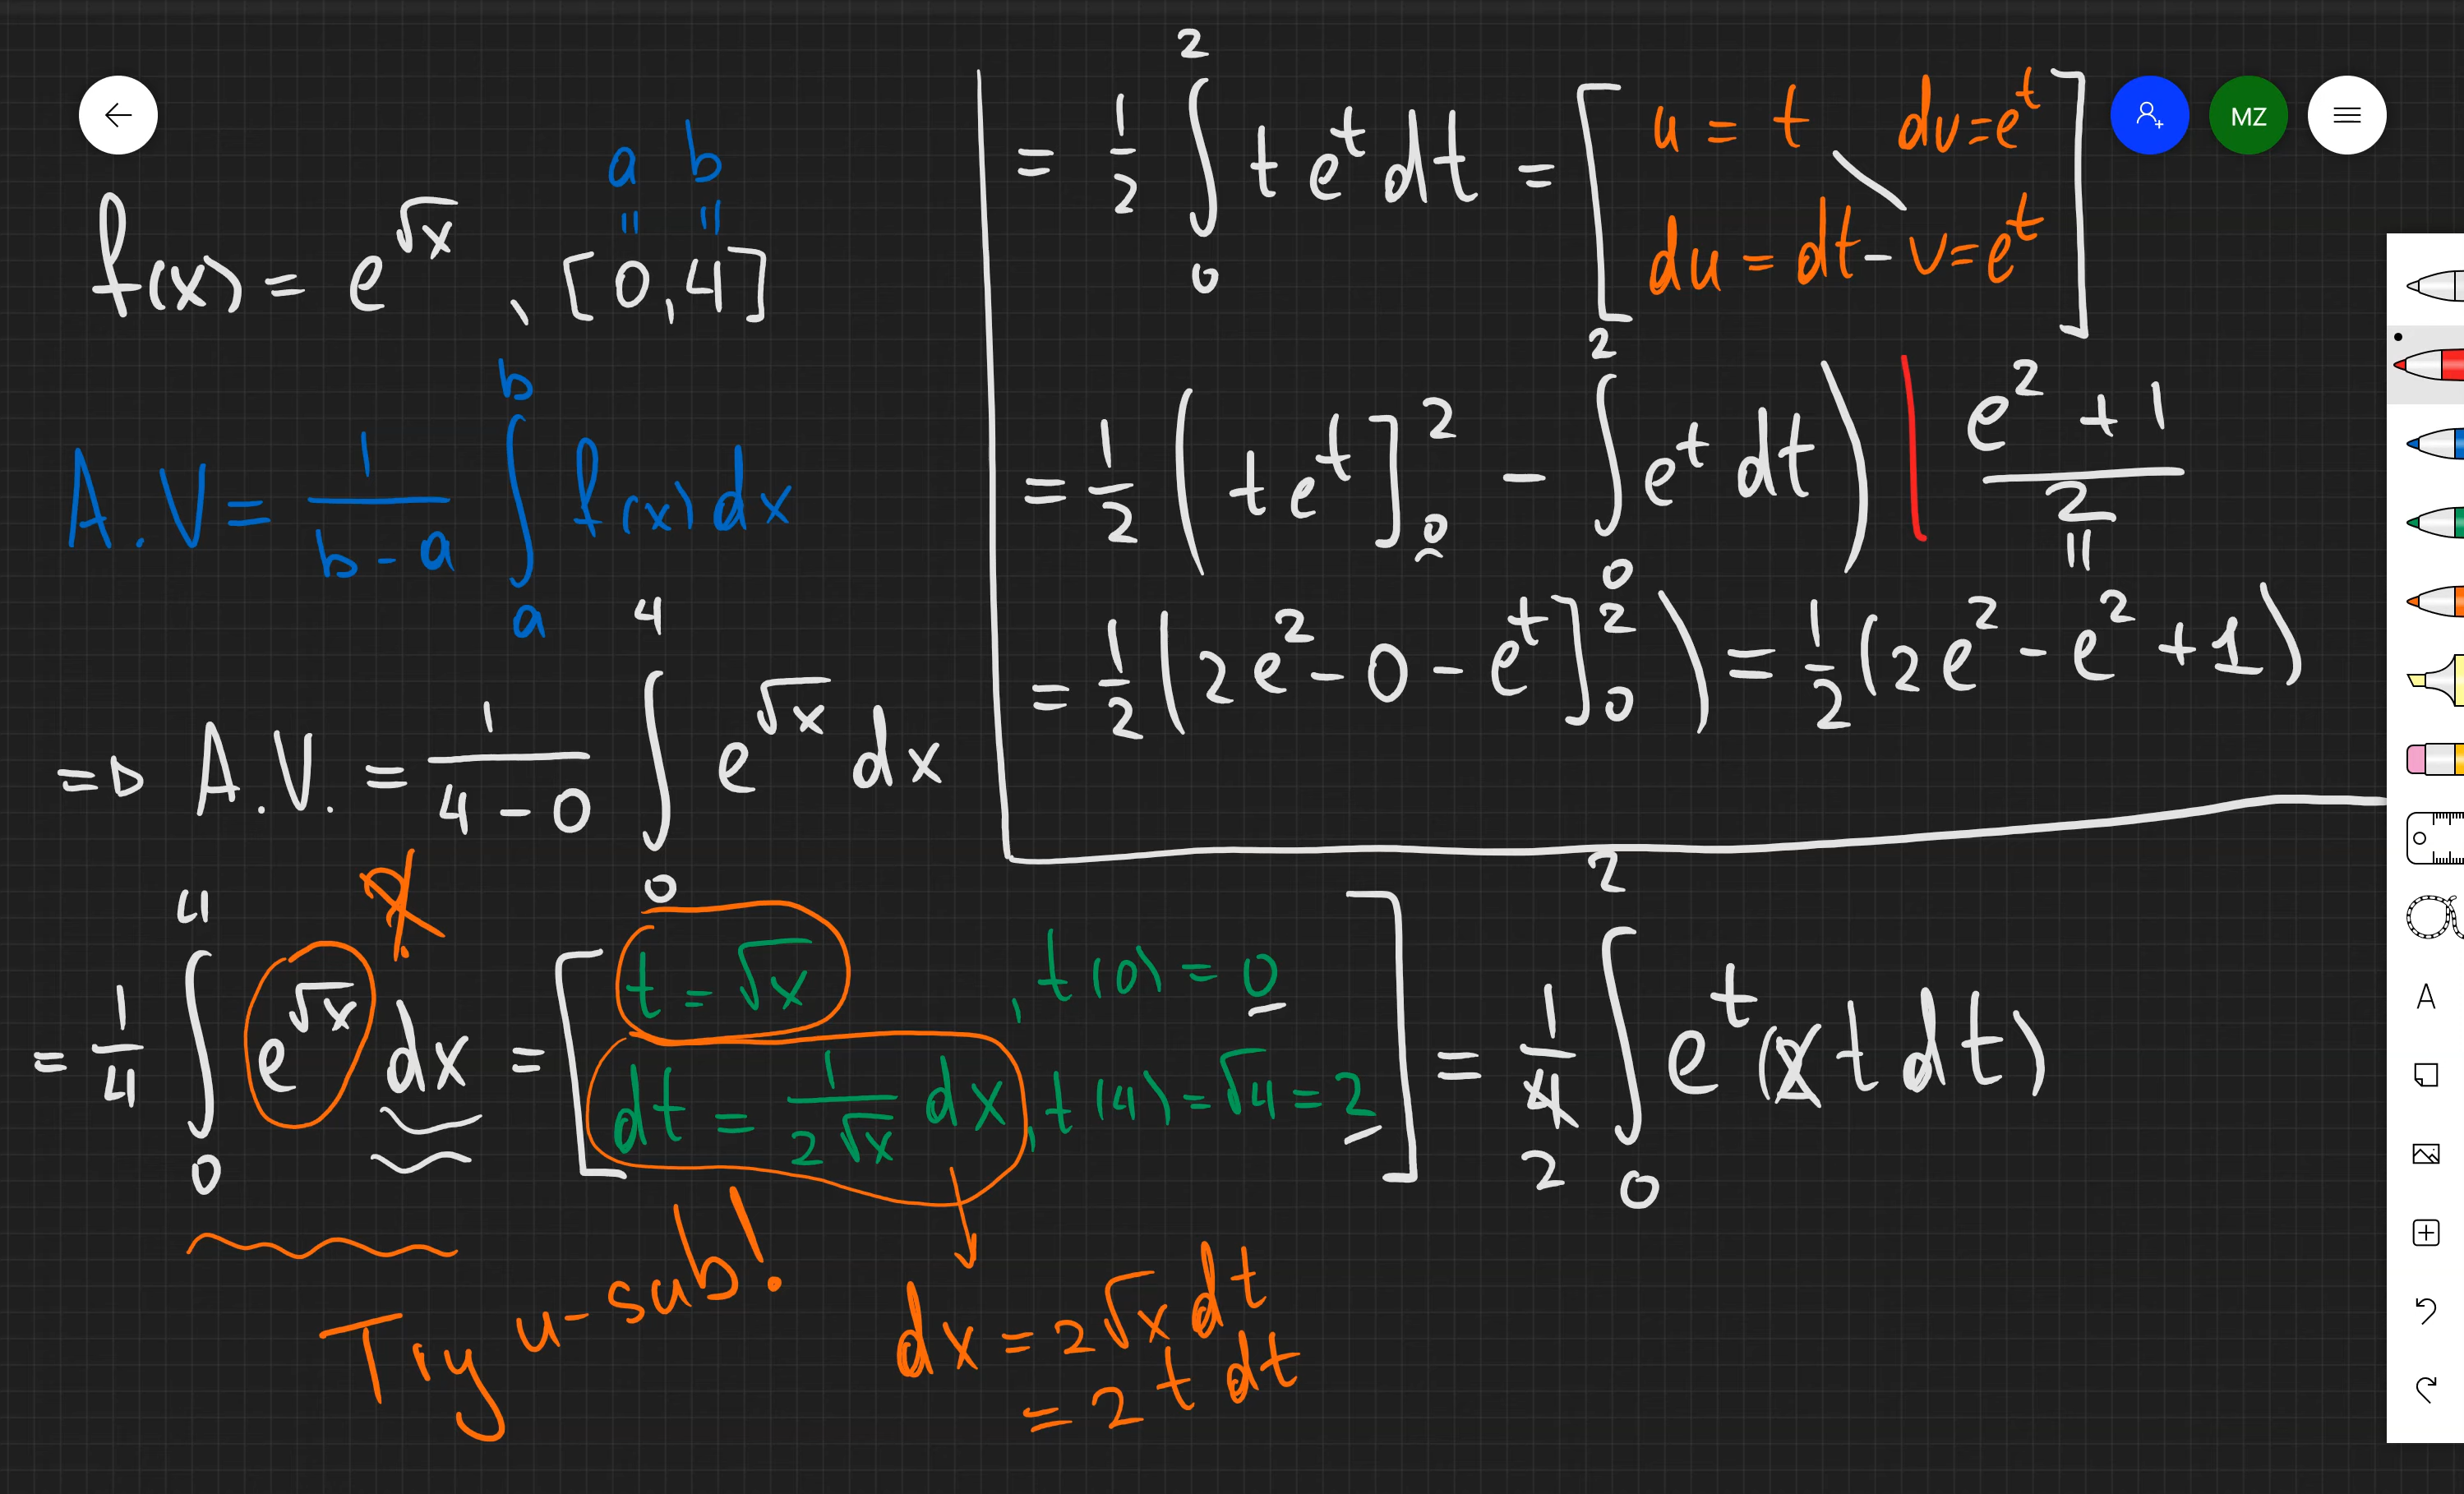 a b
|| ||
f(x) = e^√x , [0,4]
A.V = 1/(b-a) ∫_a^b f(x) dx
=> A.V. = 1/(4-0) ∫_0^4 e^√x dx
= 1/4 ∫_0^4 e^√x dx = [ t = √x , t(0) = 0
dt = 1/(2√x) dx, t(4) = √4 = 2 ] = 1/4 ∫_0^2 e^t (2 t dt)
2
Try u-sub!
dx = 2√x dt
= 2 t dt
= 1/2 ∫_0^2 t e^t dt = [ u = t dv = e^t
du = dt - v = e^t ]
= 1/2 ( t e^t ]_0^2 - ∫_0^2 e^t dt ) | (e^2 + 1)/2
||
= 1/2 ( 2e^2 - 0 - e^t ]_0^2 ) = 1/2 (2e^2 - e^2 + 1)
MZ
A